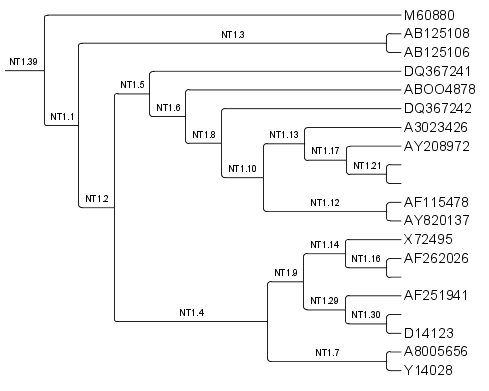 M60880
AB125108
NT1.3
AB125106
NT1.39
DQ367241
NT1.5
ABOO4878
NT1.6
DQ367242
NT1.1
A3023426
NT1.8
NT1.13
AY208972
NT1.17
NT1.21
NT1.10
NT1.2
AF115478
NT1.12
AY820137
X72495
NT1.14
AF262026
NT1.16
NT1.9
AF251941
NT1.29
NT1.4
NT1.30
D14123
A8005656
NT1.7
Y14028